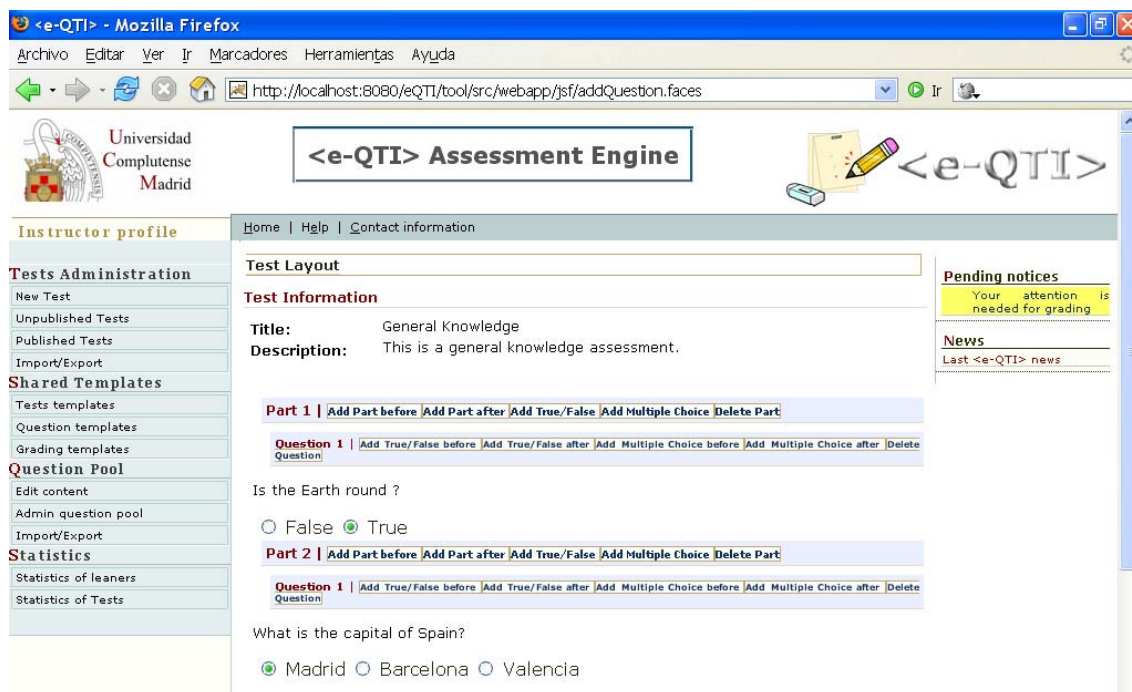 <e-QTI> - Mozilla Firefox
Archivo Editar Ver Ir Marcadores Herramientas Ayuda
http://localhost:8080/eQTI/tool/src/webapp/jsf/addQuestion.faces Ir
Universidad
Complutense
Madrid
<e-QTI> Assessment Engine
<e-QTI>
Instructor profile
Home | Help | Contact information
Tests Administration
New Test
Unpublished Tests
Published Tests
Import/Export
Shared Templates
Tests templates
Question templates
Grading templates
Question Pool
Edit content
Admin question pool
Import/Export
Statistics
Statistics of leaners
Statistics of Tests
Test Layout
Test Information
Title: General Knowledge
Description: This is a general knowledge assessment.
Part 1 | Add Part before Add Part after Add True/False Add Multiple Choice Delete Part
Question 1 | Add True/False before Add True/False after Add Multiple Choice before Add Multiple Choice after Delete
Question
Is the Earth round ?
False True
Part 2 | Add Part before Add Part after Add True/False Add Multiple Choice Delete Part
Question 1 | Add True/False before Add True/False after Add Multiple Choice before Add Multiple Choice after Delete
Question
What is the capital of Spain?
Madrid Barcelona Valencia
Pending notices
Your attention is
needed for grading
News
Last <e-QTI> news